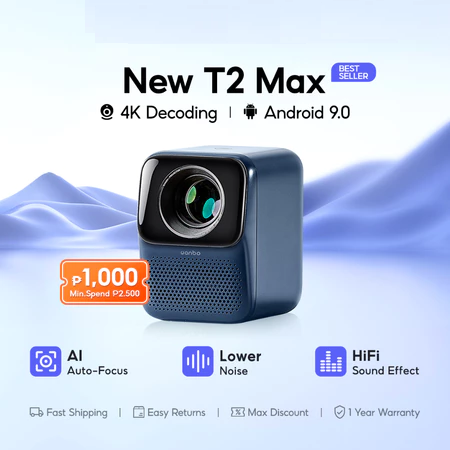 New T2 Max
BEST
SELLER
4K Decoding | Android 9.0
wanbo
₱1,000
Min.Spend P2.500
AI
Auto-Focus
Lower
Noise
HiFi
Sound Effect
Fast Shipping | Easy Returns | Max Discount | 1 Year Warranty